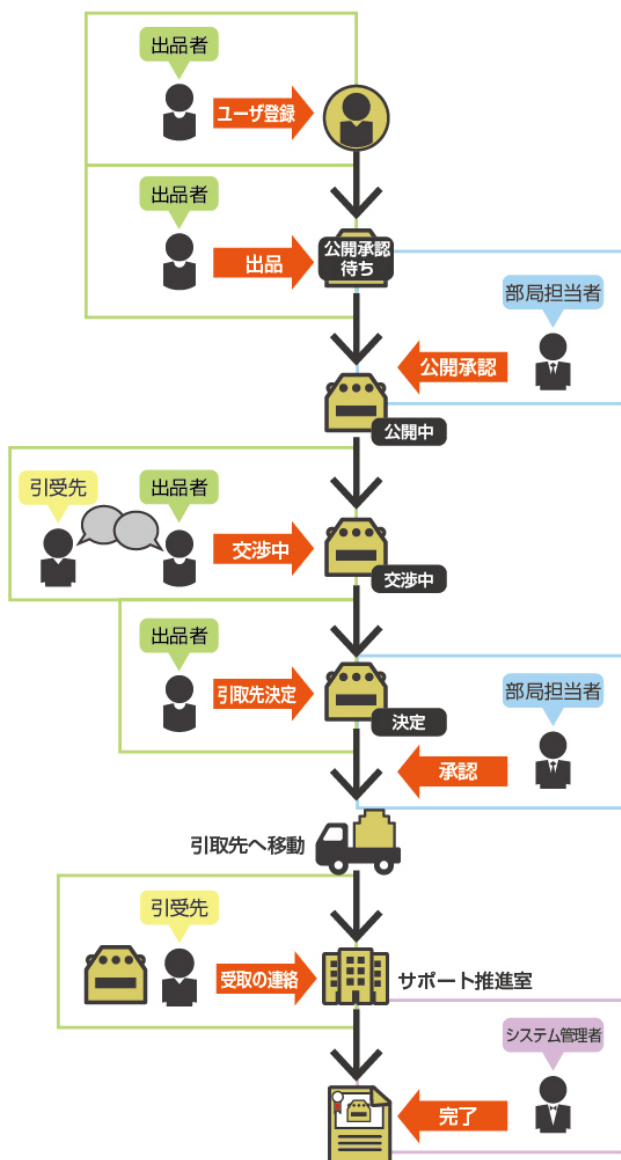 出品者
ユーザ登録
出品者
出品
公開承認
待ち
部局担当者
公開承認
公開中
引受先
出品者
交渉中
交渉中
出品者
引取先決定
決定
部局担当者
承認
引取先へ移動
引受先
受取の連絡
サポート推進室
システム管理者
完了